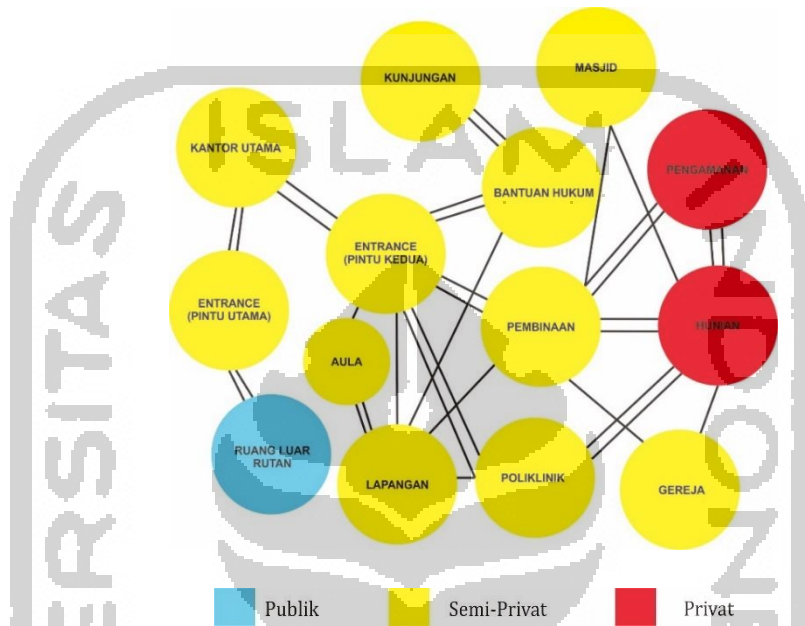 KUNJUNGAN
MASJID
KANTOR UTAMA
PENGAMANAN
BANTUAN HUKUM
ENTRANCE
(PINTU KEDUA)
ENTRANCE
(PINTU UTAMA)
PEMBINAAN
HUNIAN
AULA
RUANG LUAR
RUTAN
LAPANGAN
POLIKLINIK
GEREJA
Publik
Semi-Privat
Privat
ISLAM